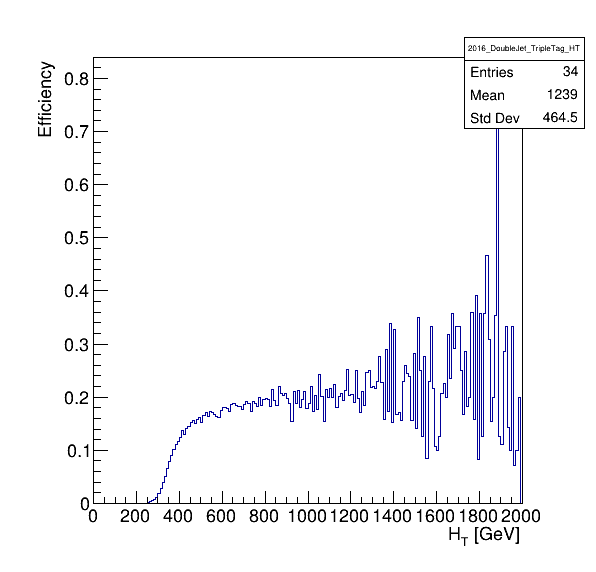 2016_DoubleJet_TripleTag_HT
Entries 34
Mean 1239
Std Dev 464.5
Efficiency
0.8
0.7
0.6
0.5
0.4
0.3
0.2
0.1
0
0 200 400 600 800 1000 1200 1400 1600 1800 2000
H_T [GeV]